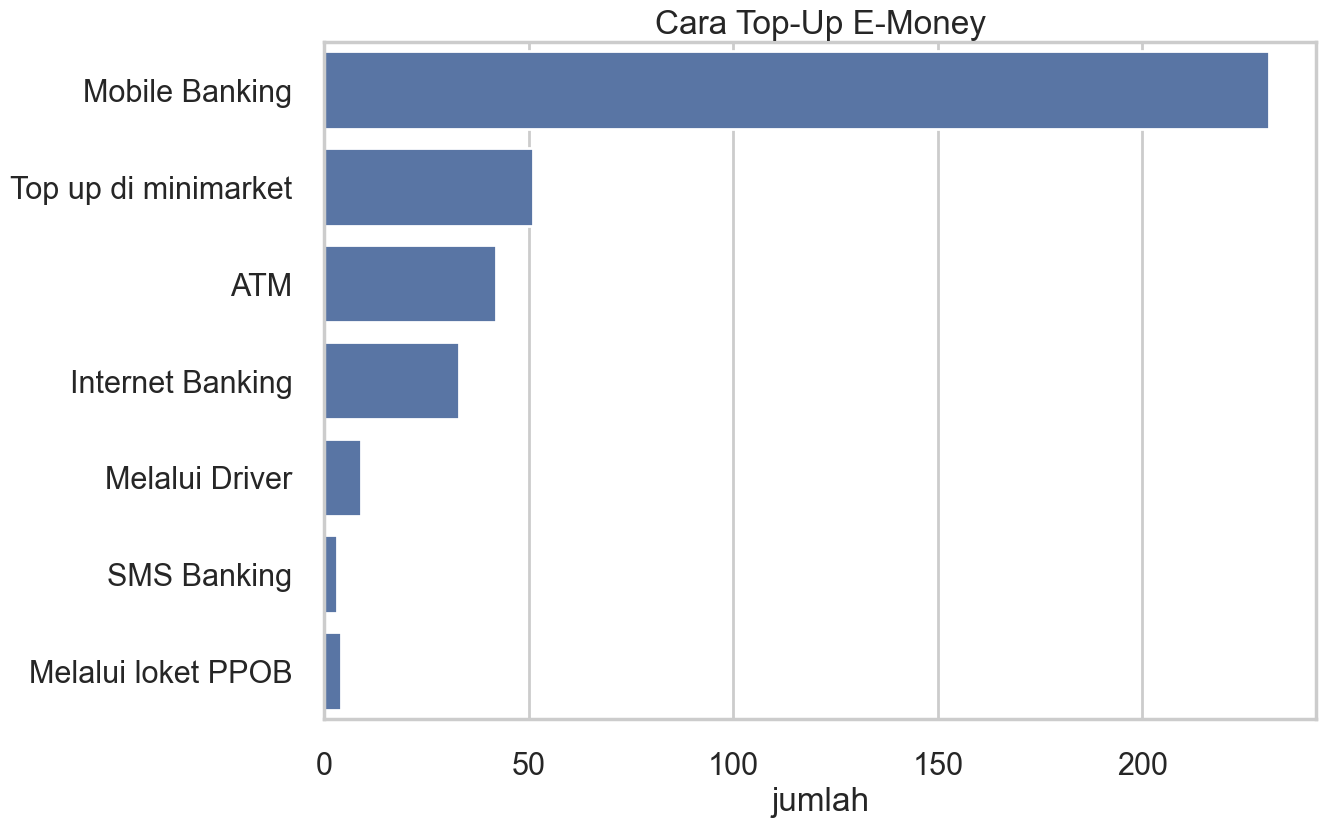 Cara Top-Up E-Money
Mobile Banking
Top up di minimarket
ATM
Internet Banking
Melalui Driver
SMS Banking
Melalui loket PPOB
0 50 100 150 200
jumlah